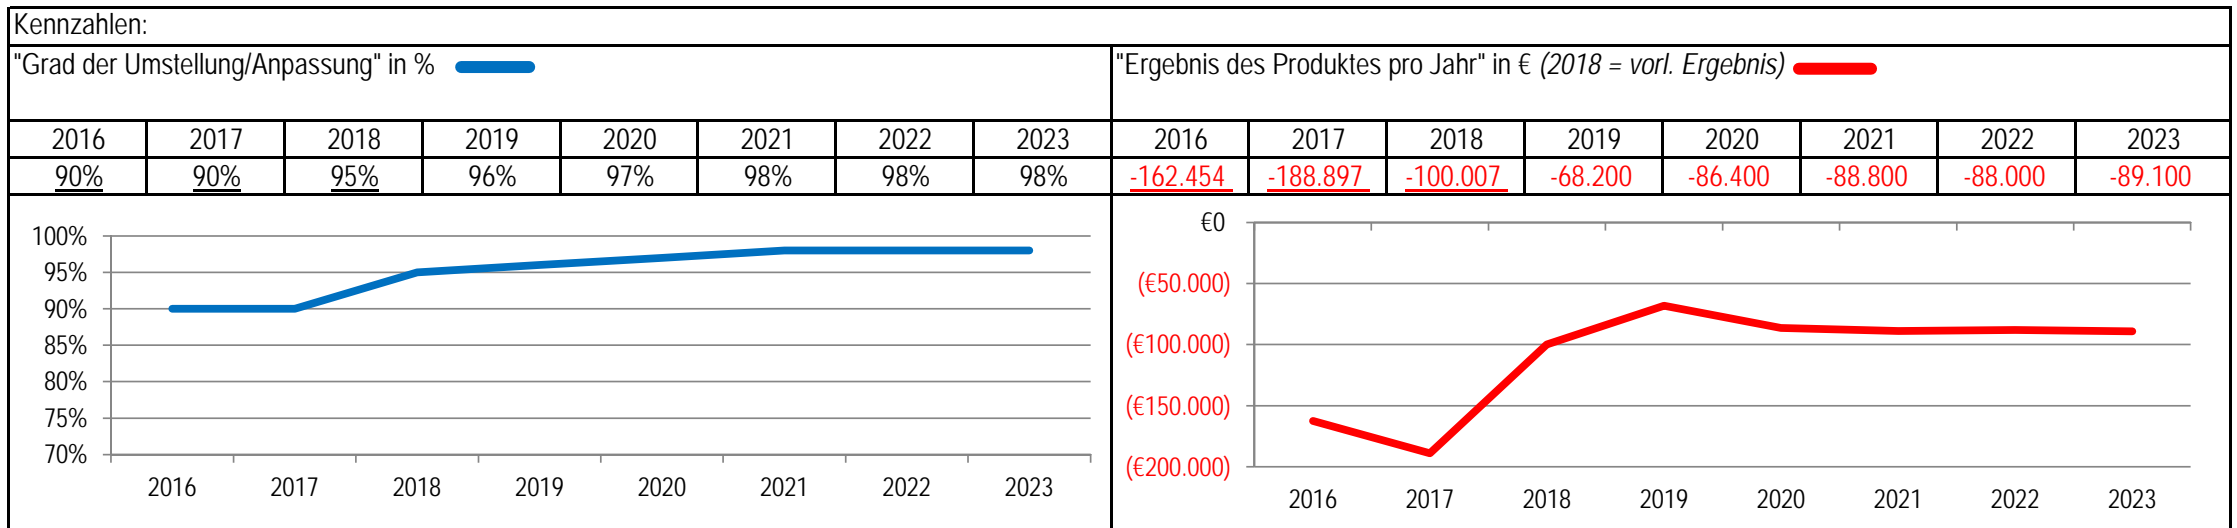 Kennzahlen:
"Grad der Umstellung/Anpassung" in %
"Ergebnis des Produktes pro Jahr" in € (2018 = vorl. Ergebnis)
2016 2017 2018 2019 2020 2021 2022 2023 2016 2017 2018 2019 2020 2021 2022 2023
90% 90% 95% 96% 97% 98% 98% 98% -162.454 -188.897 -100.007 -68.200 -86.400 -88.800 -88.000 -89.100
100%
95%
90%
85%
80%
75%
70%
2016 2017 2018 2019 2020 2021 2022 2023
€0
(€50.000)
(€100.000)
(€150.000)
(€200.000)
2016 2017 2018 2019 2020 2021 2022 2023